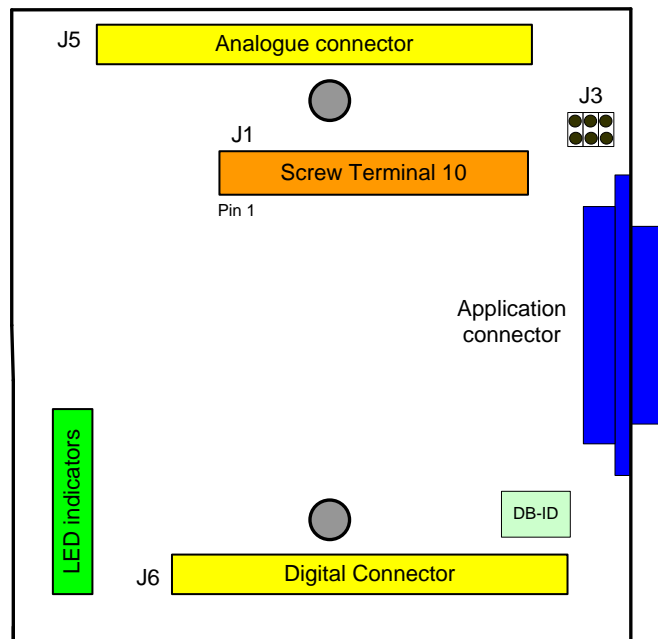 J5
Analogue connector
J3
J1
Screw Terminal 10
Pin 1
Application
connector
LED indicators
DB-ID
J6
Digital Connector